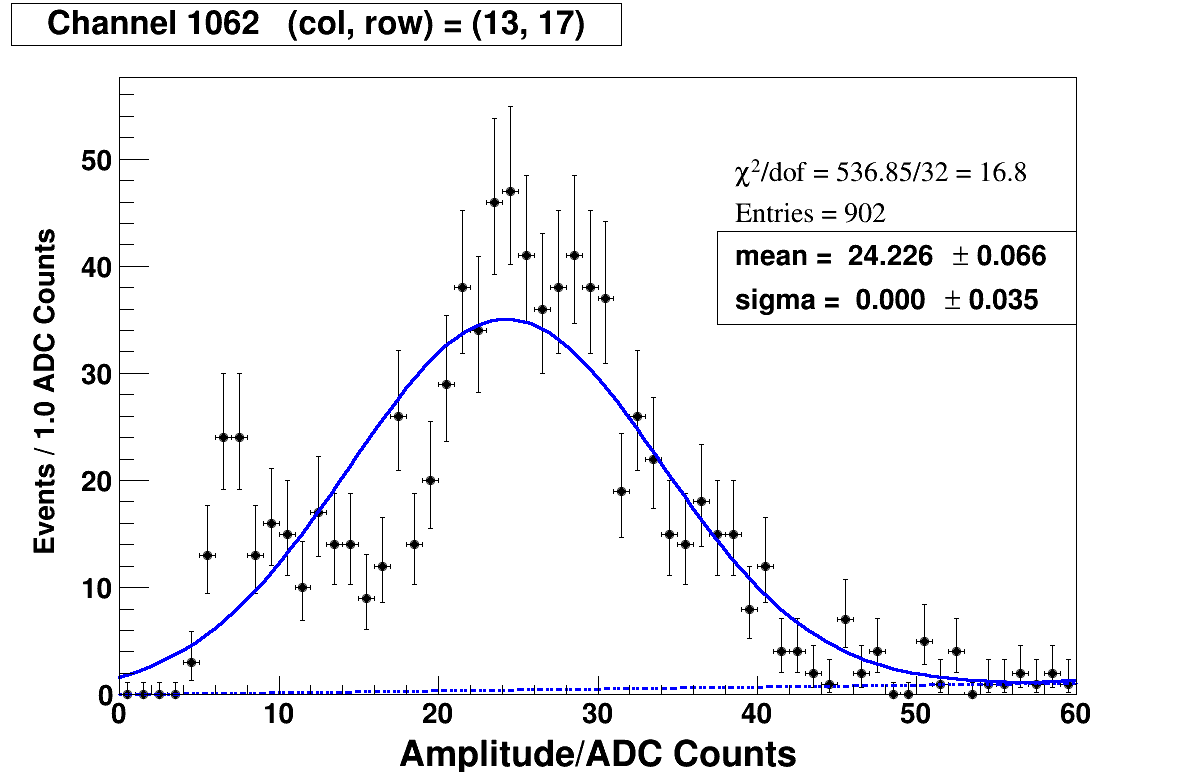 Channel 1062 (col, row) = (13, 17)
χ²/dof = 536.85/32 = 16.8
Entries = 902
mean = 24.226 ± 0.066
sigma = 0.000 ± 0.035
Events / 1.0 ADC Counts
50
40
30
20
10
0
0 10 20 30 40 50 60
Amplitude/ADC Counts